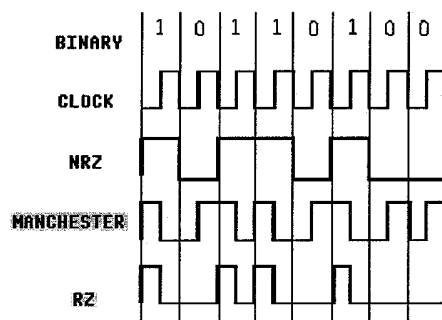 BINARY 1 0 1 1 0 1 0 0
CLOCK
NRZ
MANCHESTER
RZ